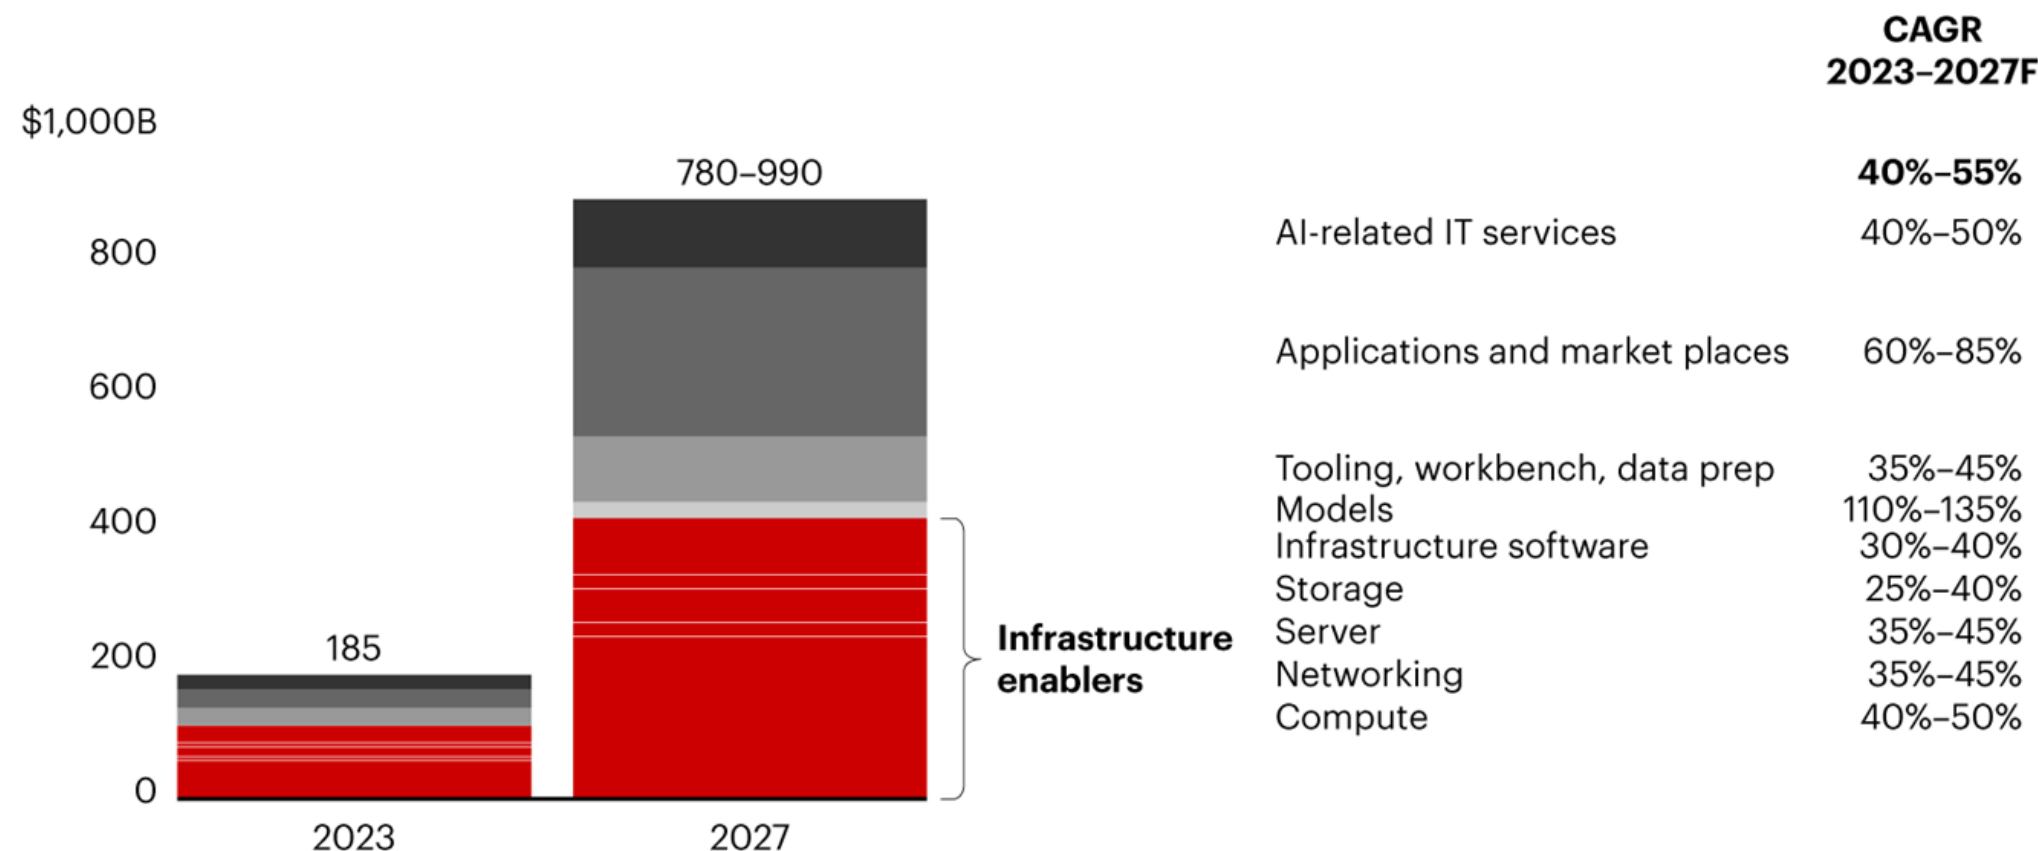 CAGR
2023–2027F
$1,000B
780–990
40%–55%
AI-related IT services 40%–50%
800
Applications and market places 60%–85%
600
Tooling, workbench, data prep 35%–45%
Models 110%–135%
400
Infrastructure software 30%–40%
Storage 25%–40%
Server 35%–45%
Infrastructure
enablers
185
200
Networking 35%–45%
Compute 40%–50%
0
2023
2027